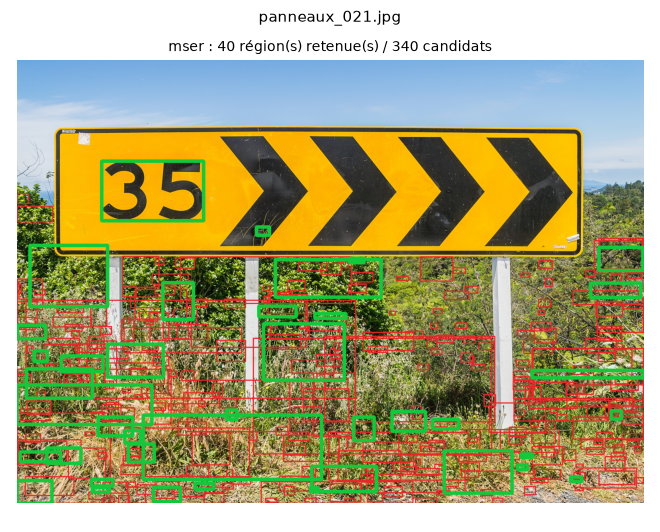 panneaux_021.jpg
mser : 40 région(s) retenue(s) / 340 candidats
35